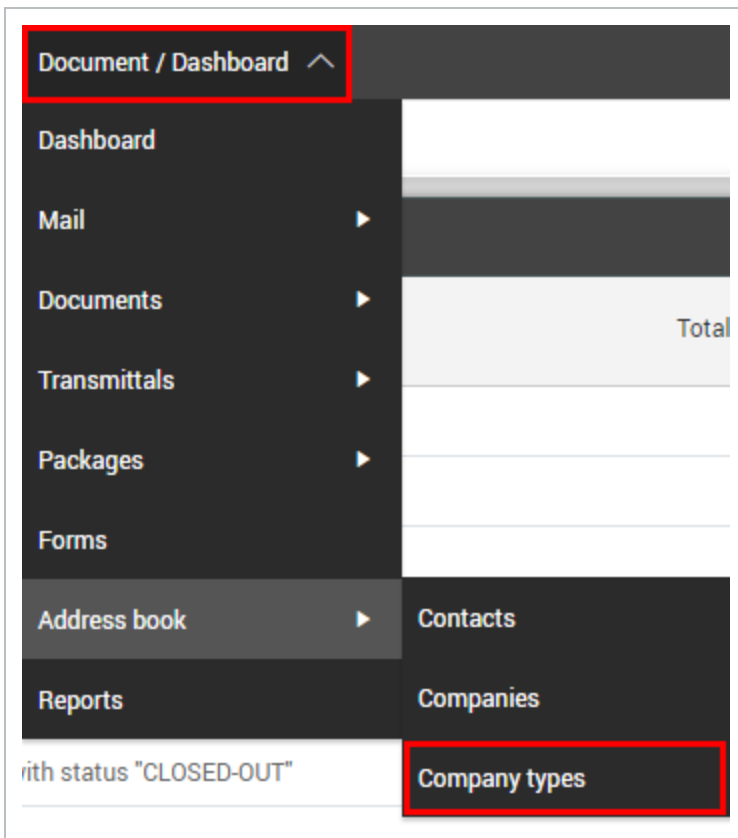 Document / Dashboard
Dashboard
Mail
Documents
Total
Transmittals
Packages
Forms
Address book
Contacts
Reports
Companies
with status "CLOSED-OUT"
Company types